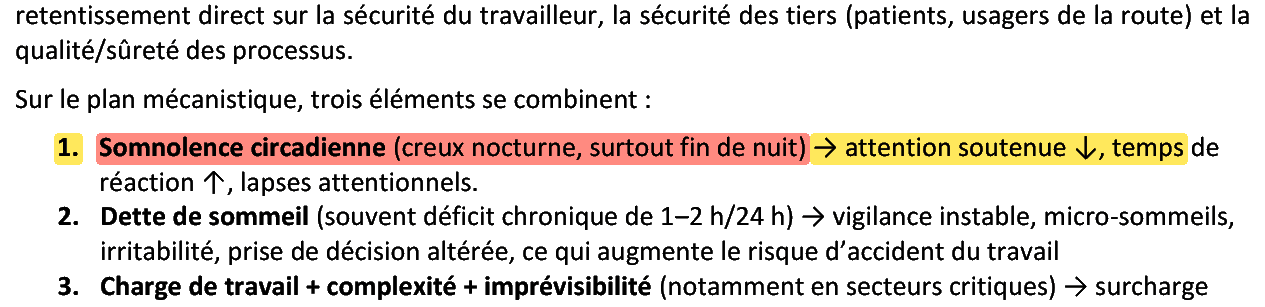 retentissement direct sur la sécurité du travailleur, la sécurité des tiers (patients, usagers de la route) et la
qualité/sûreté des processus.
Sur le plan mécanistique, trois éléments se combinent :
1. Somnolence circadienne (creux nocturne, surtout fin de nuit) → attention soutenue ↓, temps de
réaction ↑, lapses attentionnels.
2. Dette de sommeil (souvent déficit chronique de 1–2 h/24 h) → vigilance instable, micro-sommeils,
irritabilité, prise de décision altérée, ce qui augmente le risque d’accident du travail
3. Charge de travail + complexité + imprévisibilité (notamment en secteurs critiques) → surcharge